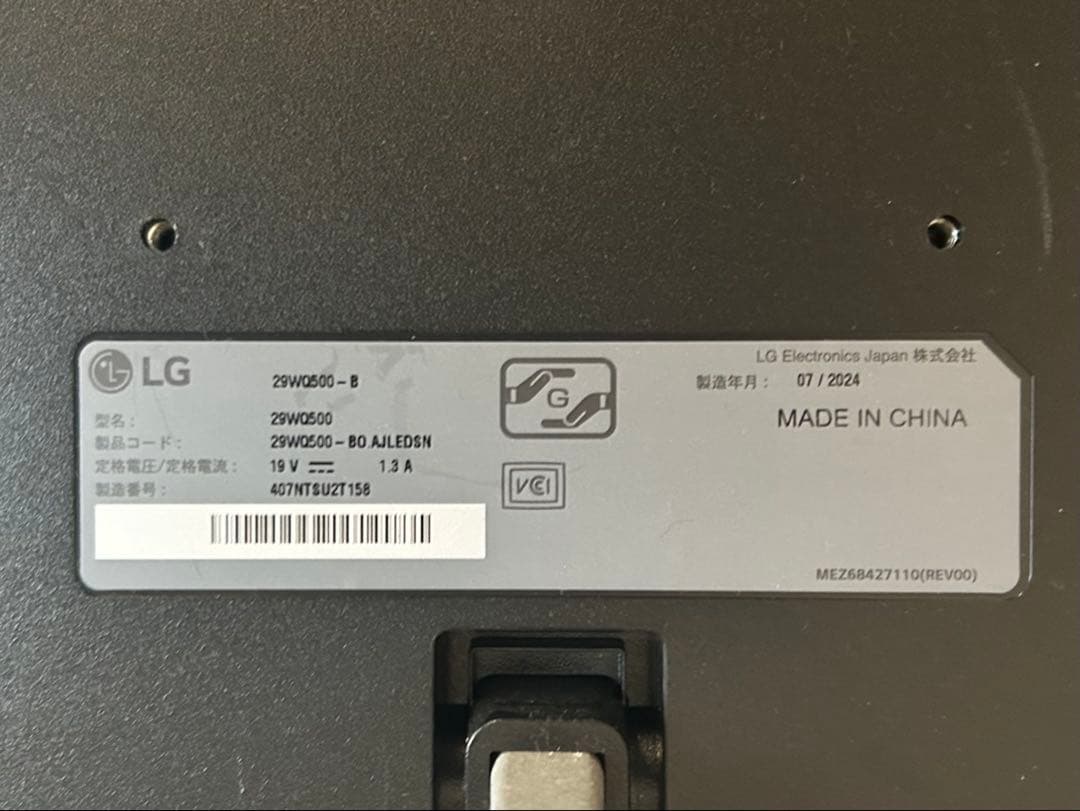 LG
29WQ500-B
型名: 29WQ500
製品コード: 29WQ500-BO.AJLEDSN
定格電圧/定格電流: 19 V ⎓ 1.3 A
製造番号: 407NTSU2T158
G
VCCI
LG Electronics Japan 株式会社
製造年月: 07 / 2024
MADE IN CHINA
MEZ68427110(REV00)